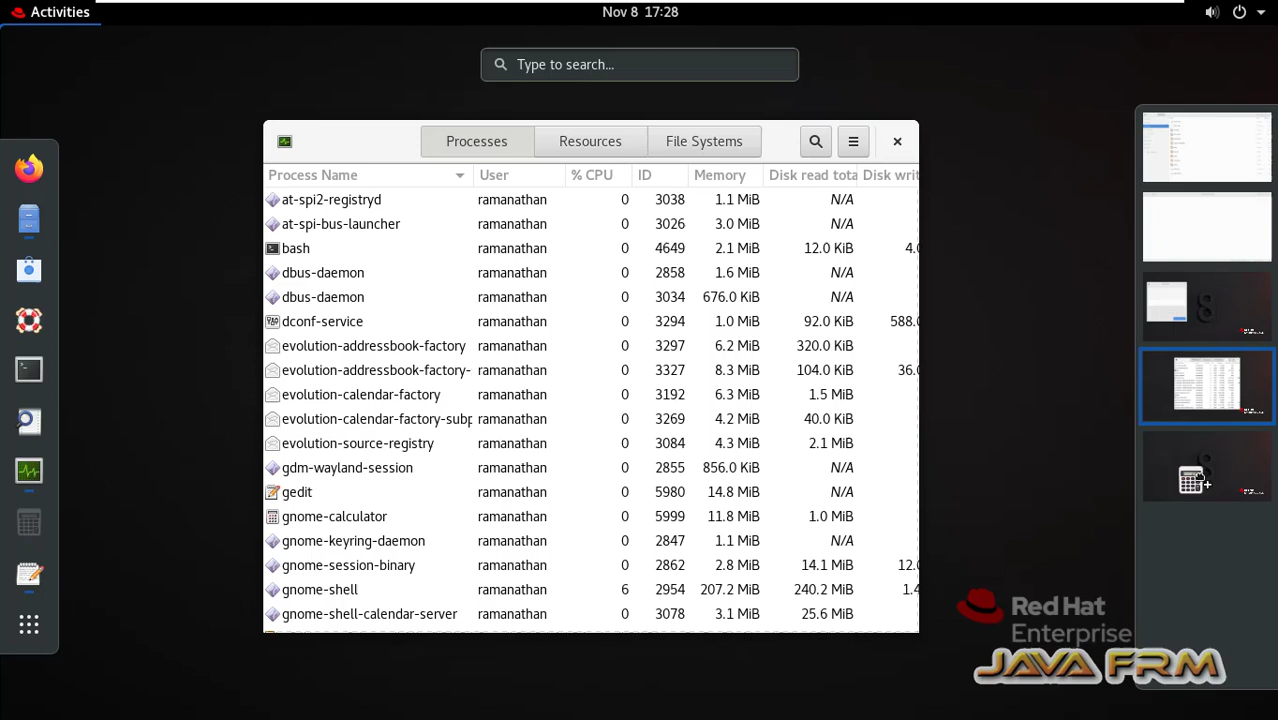 Activities
Nov 8 17:28
Type to search...
Processes Resources File Systems
Process Name User % CPU ID Memory Disk read tota Disk writ
at-spi2-registryd ramanathan 0 3038 1.1 MiB N/A
at-spi-bus-launcher ramanathan 0 3026 3.0 MiB N/A
bash ramanathan 0 4649 2.1 MiB 12.0 KiB 4.
dbus-daemon ramanathan 0 2858 1.6 MiB N/A
dbus-daemon ramanathan 0 3034 676.0 KiB N/A
dconf-service ramanathan 0 3294 1.0 MiB 92.0 KiB 588.
evolution-addressbook-factory ramanathan 0 3297 6.2 MiB 320.0 KiB
evolution-addressbook-factory- ramanathan 0 3327 8.3 MiB 104.0 KiB 36.
evolution-calendar-factory ramanathan 0 3192 6.3 MiB 1.5 MiB
evolution-calendar-factory-subp ramanathan 0 3269 4.2 MiB 40.0 KiB
evolution-source-registry ramanathan 0 3084 4.3 MiB 2.1 MiB
gdm-wayland-session ramanathan 0 2855 856.0 KiB N/A
gedit ramanathan 0 5980 14.8 MiB N/A
gnome-calculator ramanathan 0 5999 11.8 MiB 1.0 MiB
gnome-keyring-daemon ramanathan 0 2847 1.1 MiB N/A
gnome-session-binary ramanathan 0 2862 2.8 MiB 14.1 MiB 12.
gnome-shell ramanathan 6 2954 207.2 MiB 240.2 MiB 1.4
gnome-shell-calendar-server ramanathan 0 3078 3.1 MiB 25.6 MiB
Red Hat
Enterprise
JAVA FRM